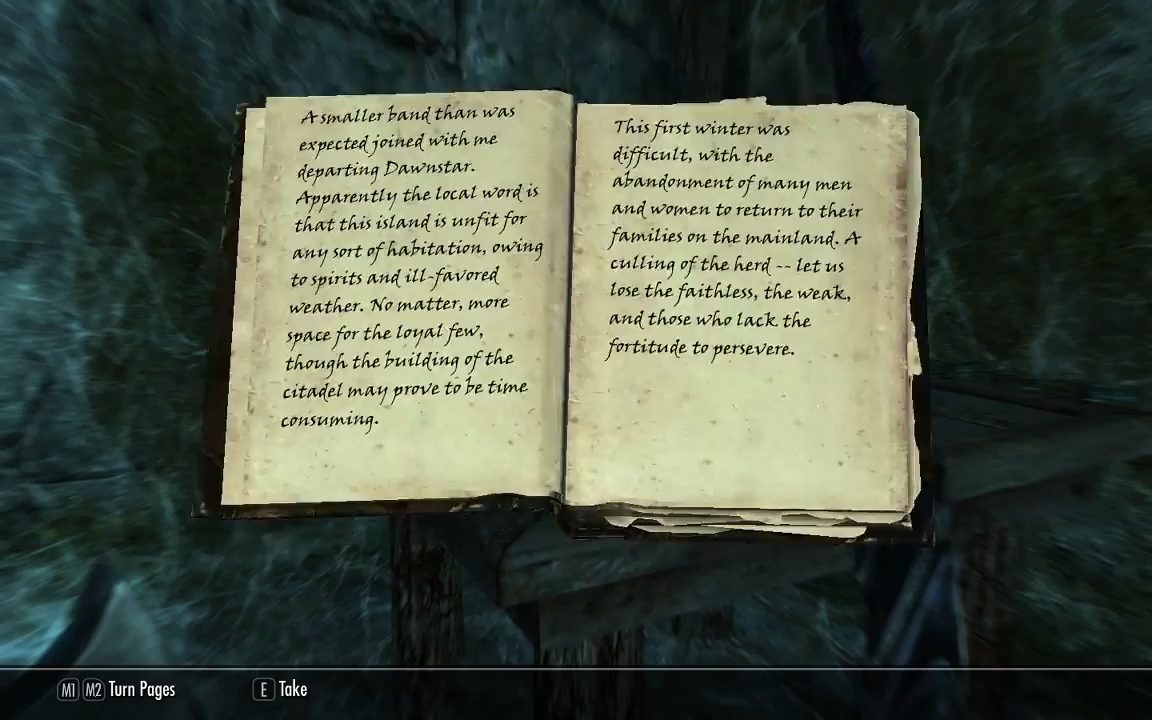 A smaller band than was
expected joined with me
departing Dawnstar.
Apparently the local word is
that this island is unfit for
any sort of habitation, owing
to spirits and ill-favored
weather. No matter, more
space for the loyal few,
though the building of the
citadel may prove to be time
consuming.
This first winter was
difficult, with the
abandonment of many men
and women to return to their
families on the mainland. A
culling of the herd -- let us
lose the faithless, the weak,
and those who lack the
fortitude to persevere.
M1 M2 Turn Pages
E Take